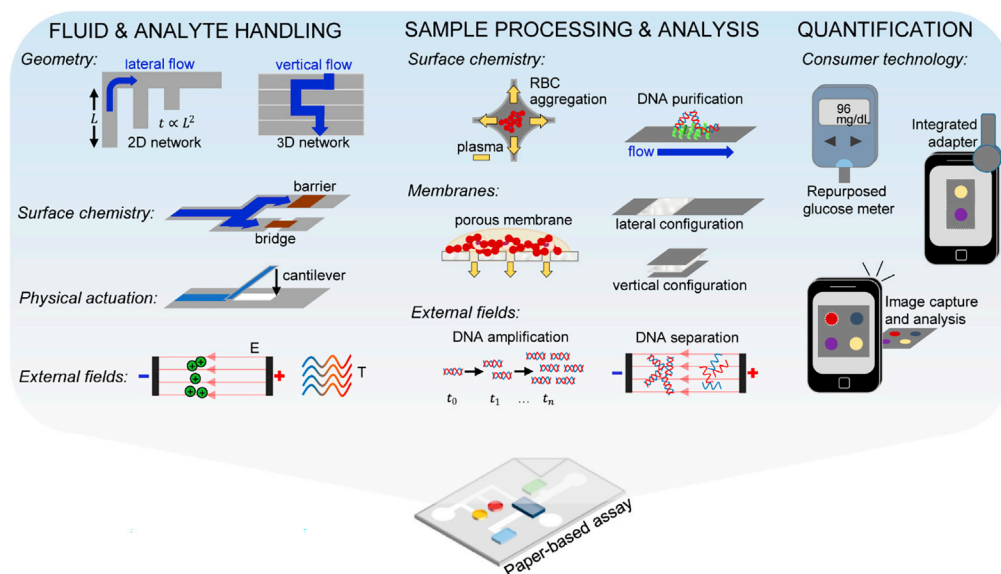 FLUID & ANALYTE HANDLING
Geometry:
lateral flow
L
t ∝ L²
2D network
vertical flow
3D network
Surface chemistry:
barrier
bridge
Physical actuation:
cantilever
External fields:
-
+
E
T
SAMPLE PROCESSING & ANALYSIS
Surface chemistry:
RBC
aggregation
plasma
DNA purification
flow
Membranes:
porous membrane
lateral configuration
vertical configuration
External fields:
DNA amplification
t₀ t₁ ... tₙ
DNA separation
-
+
QUANTIFICATION
Consumer technology:
96
mg/dL
Repurposed
glucose meter
Integrated
adapter
Image capture
and analysis
Paper-based assay